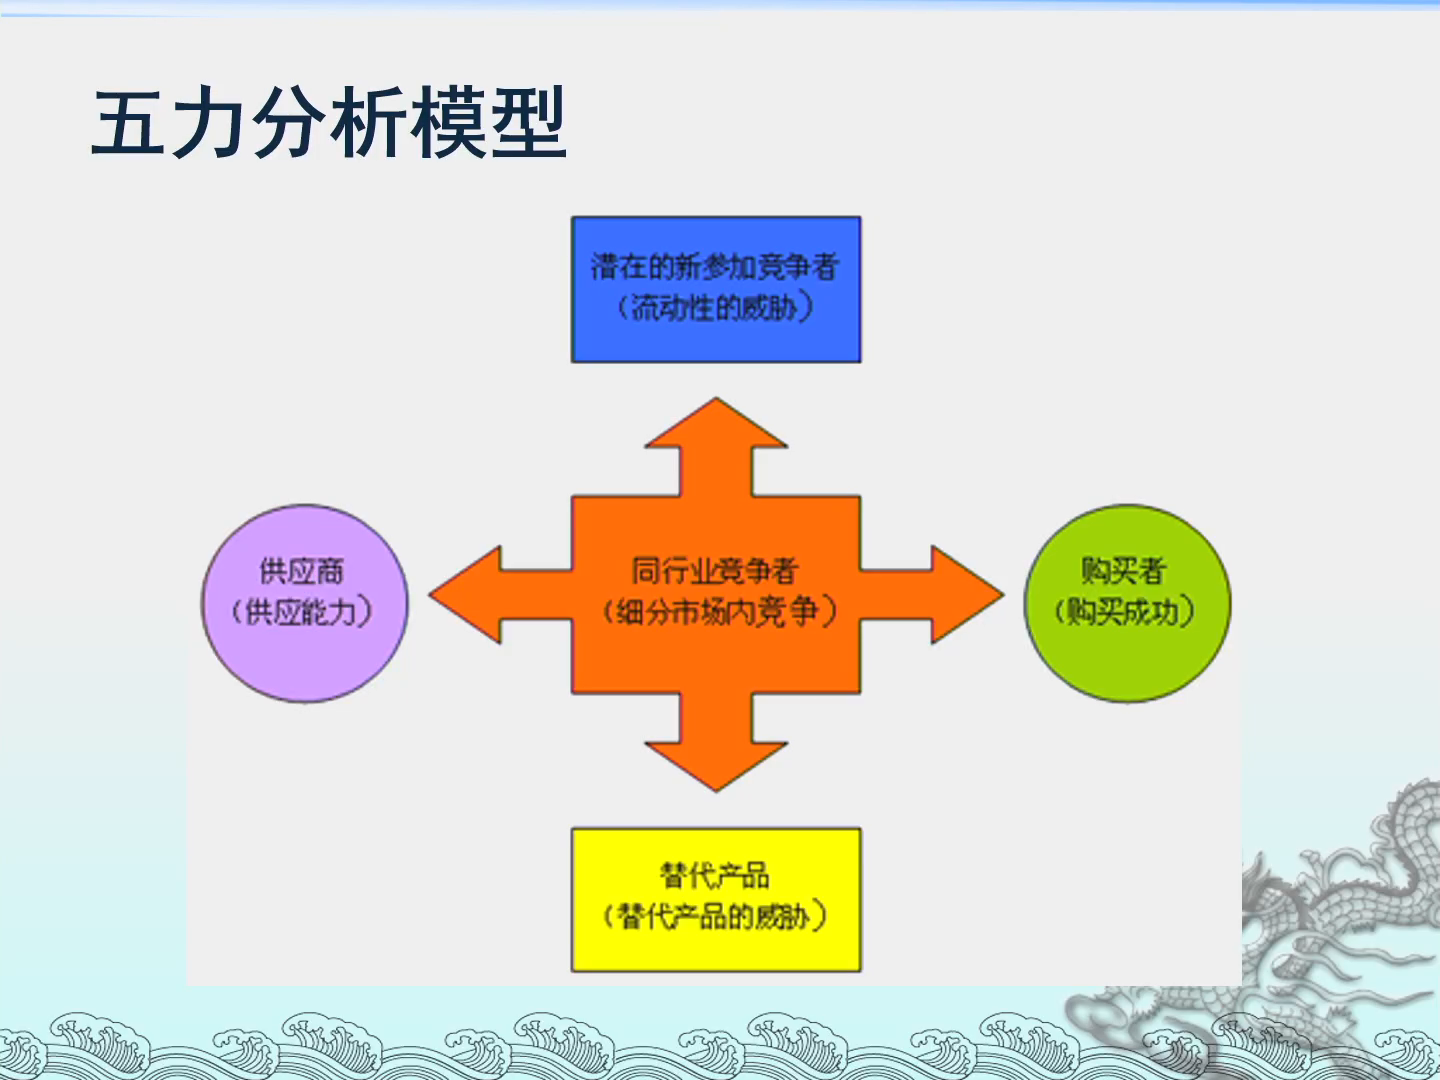 五力分析模型
潜在的新参加竞争者
（流动性的威胁）
供应商
（供应能力）
同行业竞争者
（细分市场内竞争）
购买者
（购买成功）
替代产品
（替代产品的威胁）